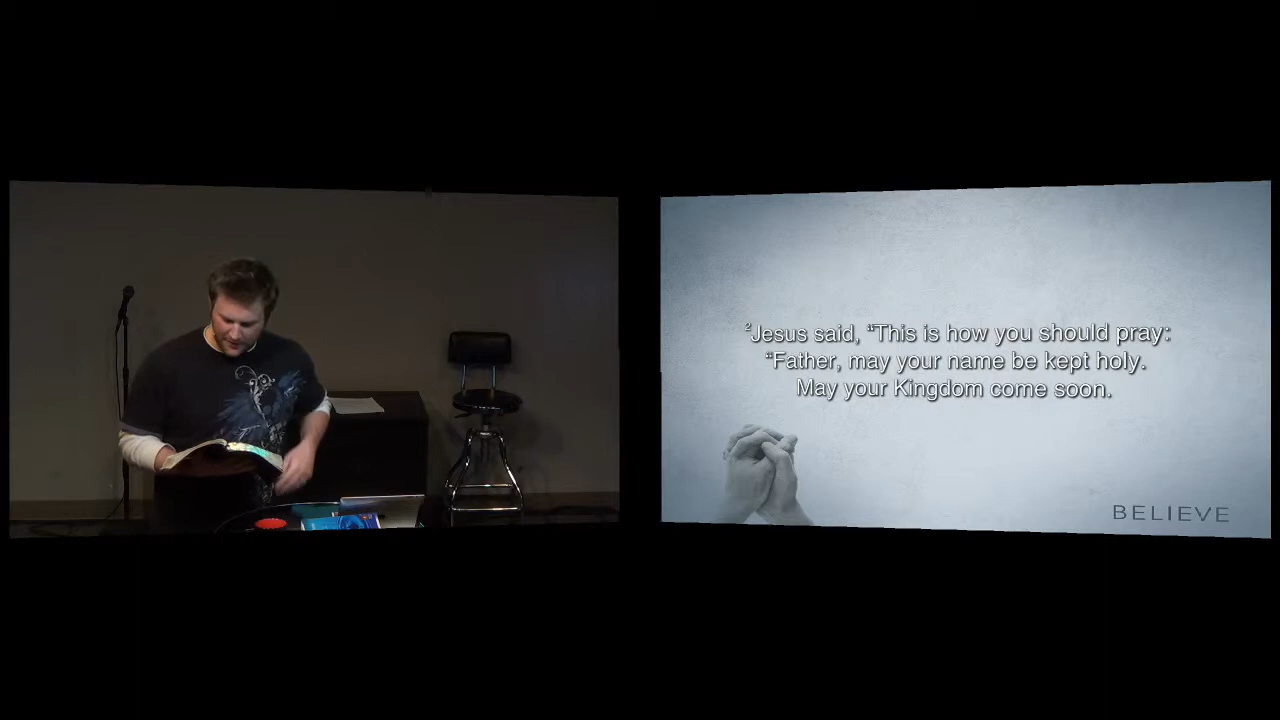 ²Jesus said, “This is how you should pray:
“Father, may your name be kept holy.
May your Kingdom come soon.
BELIEVE